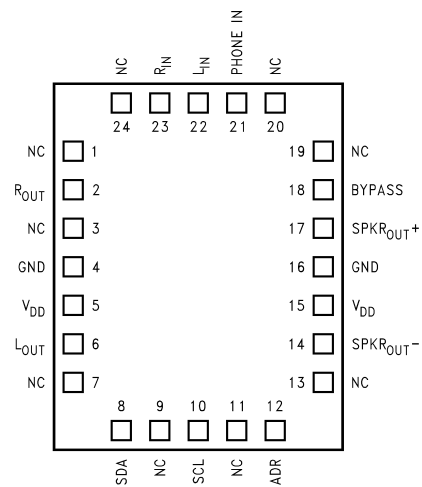 NC R_IN L_IN PHONE IN NC
24 23 22 21 20
NC 1 19 NC
R_OUT 2 18 BYPASS
NC 3 17 SPKR_OUT+
GND 4 16 GND
V_DD 5 15 V_DD
L_OUT 6 14 SPKR_OUT−
NC 7 13 NC
8 9 10 11 12
SDA NC SCL NC ADR